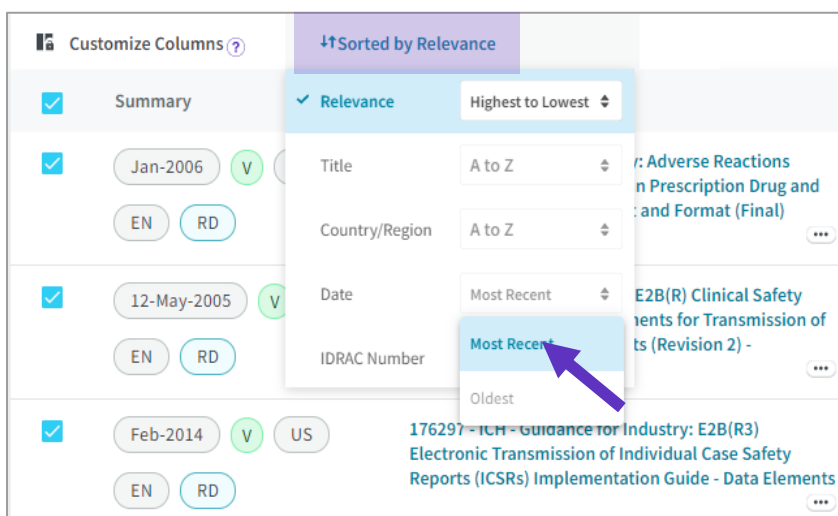 Customize Columns ? Sorted by Relevance
Summary
Relevance Highest to Lowest
Title A to Z
Country/Region A to Z
Date Most Recent
Most Recent
Oldest
IDRAC Number
Jan-2006 V
EN RD
: Adverse Reactions
n Prescription Drug and
and Format (Final)
...
12-May-2005 V
EN RD
E2B(R) Clinical Safety
ents for Transmission of
ts (Revision 2) -
...
Feb-2014 V US
EN RD
176297 - ICH - Guidance for Industry: E2B(R3)
Electronic Transmission of Individual Case Safety
Reports (ICSRs) Implementation Guide - Data Elements
...